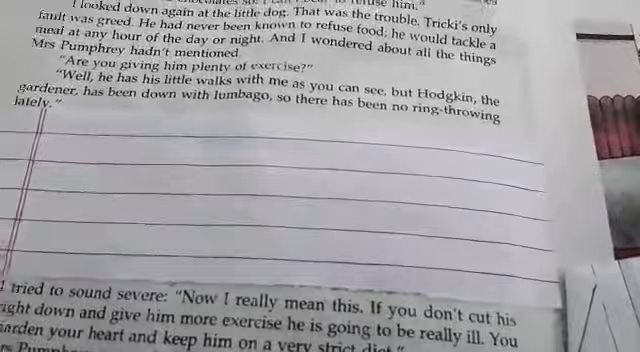 refuse him."
I looked down again at the little dog. That was the trouble. Tricki's only
fault was greed. He had never been known to refuse food; he would tackle a
meal at any hour of the day or night. And I wondered about all the things
Mrs Pumphrey hadn't mentioned.
"Are you giving him plenty of exercise?"
"Well, he has his little walks with me as you can see, but Hodgkin, the
gardener, has been down with lumbago, so there has been no ring-throwing
lately."
I tried to sound severe: "Now I really mean this. If you don't cut his
right down and give him more exercise he is going to be really ill. You
harden your heart and keep him on a very strict diet."